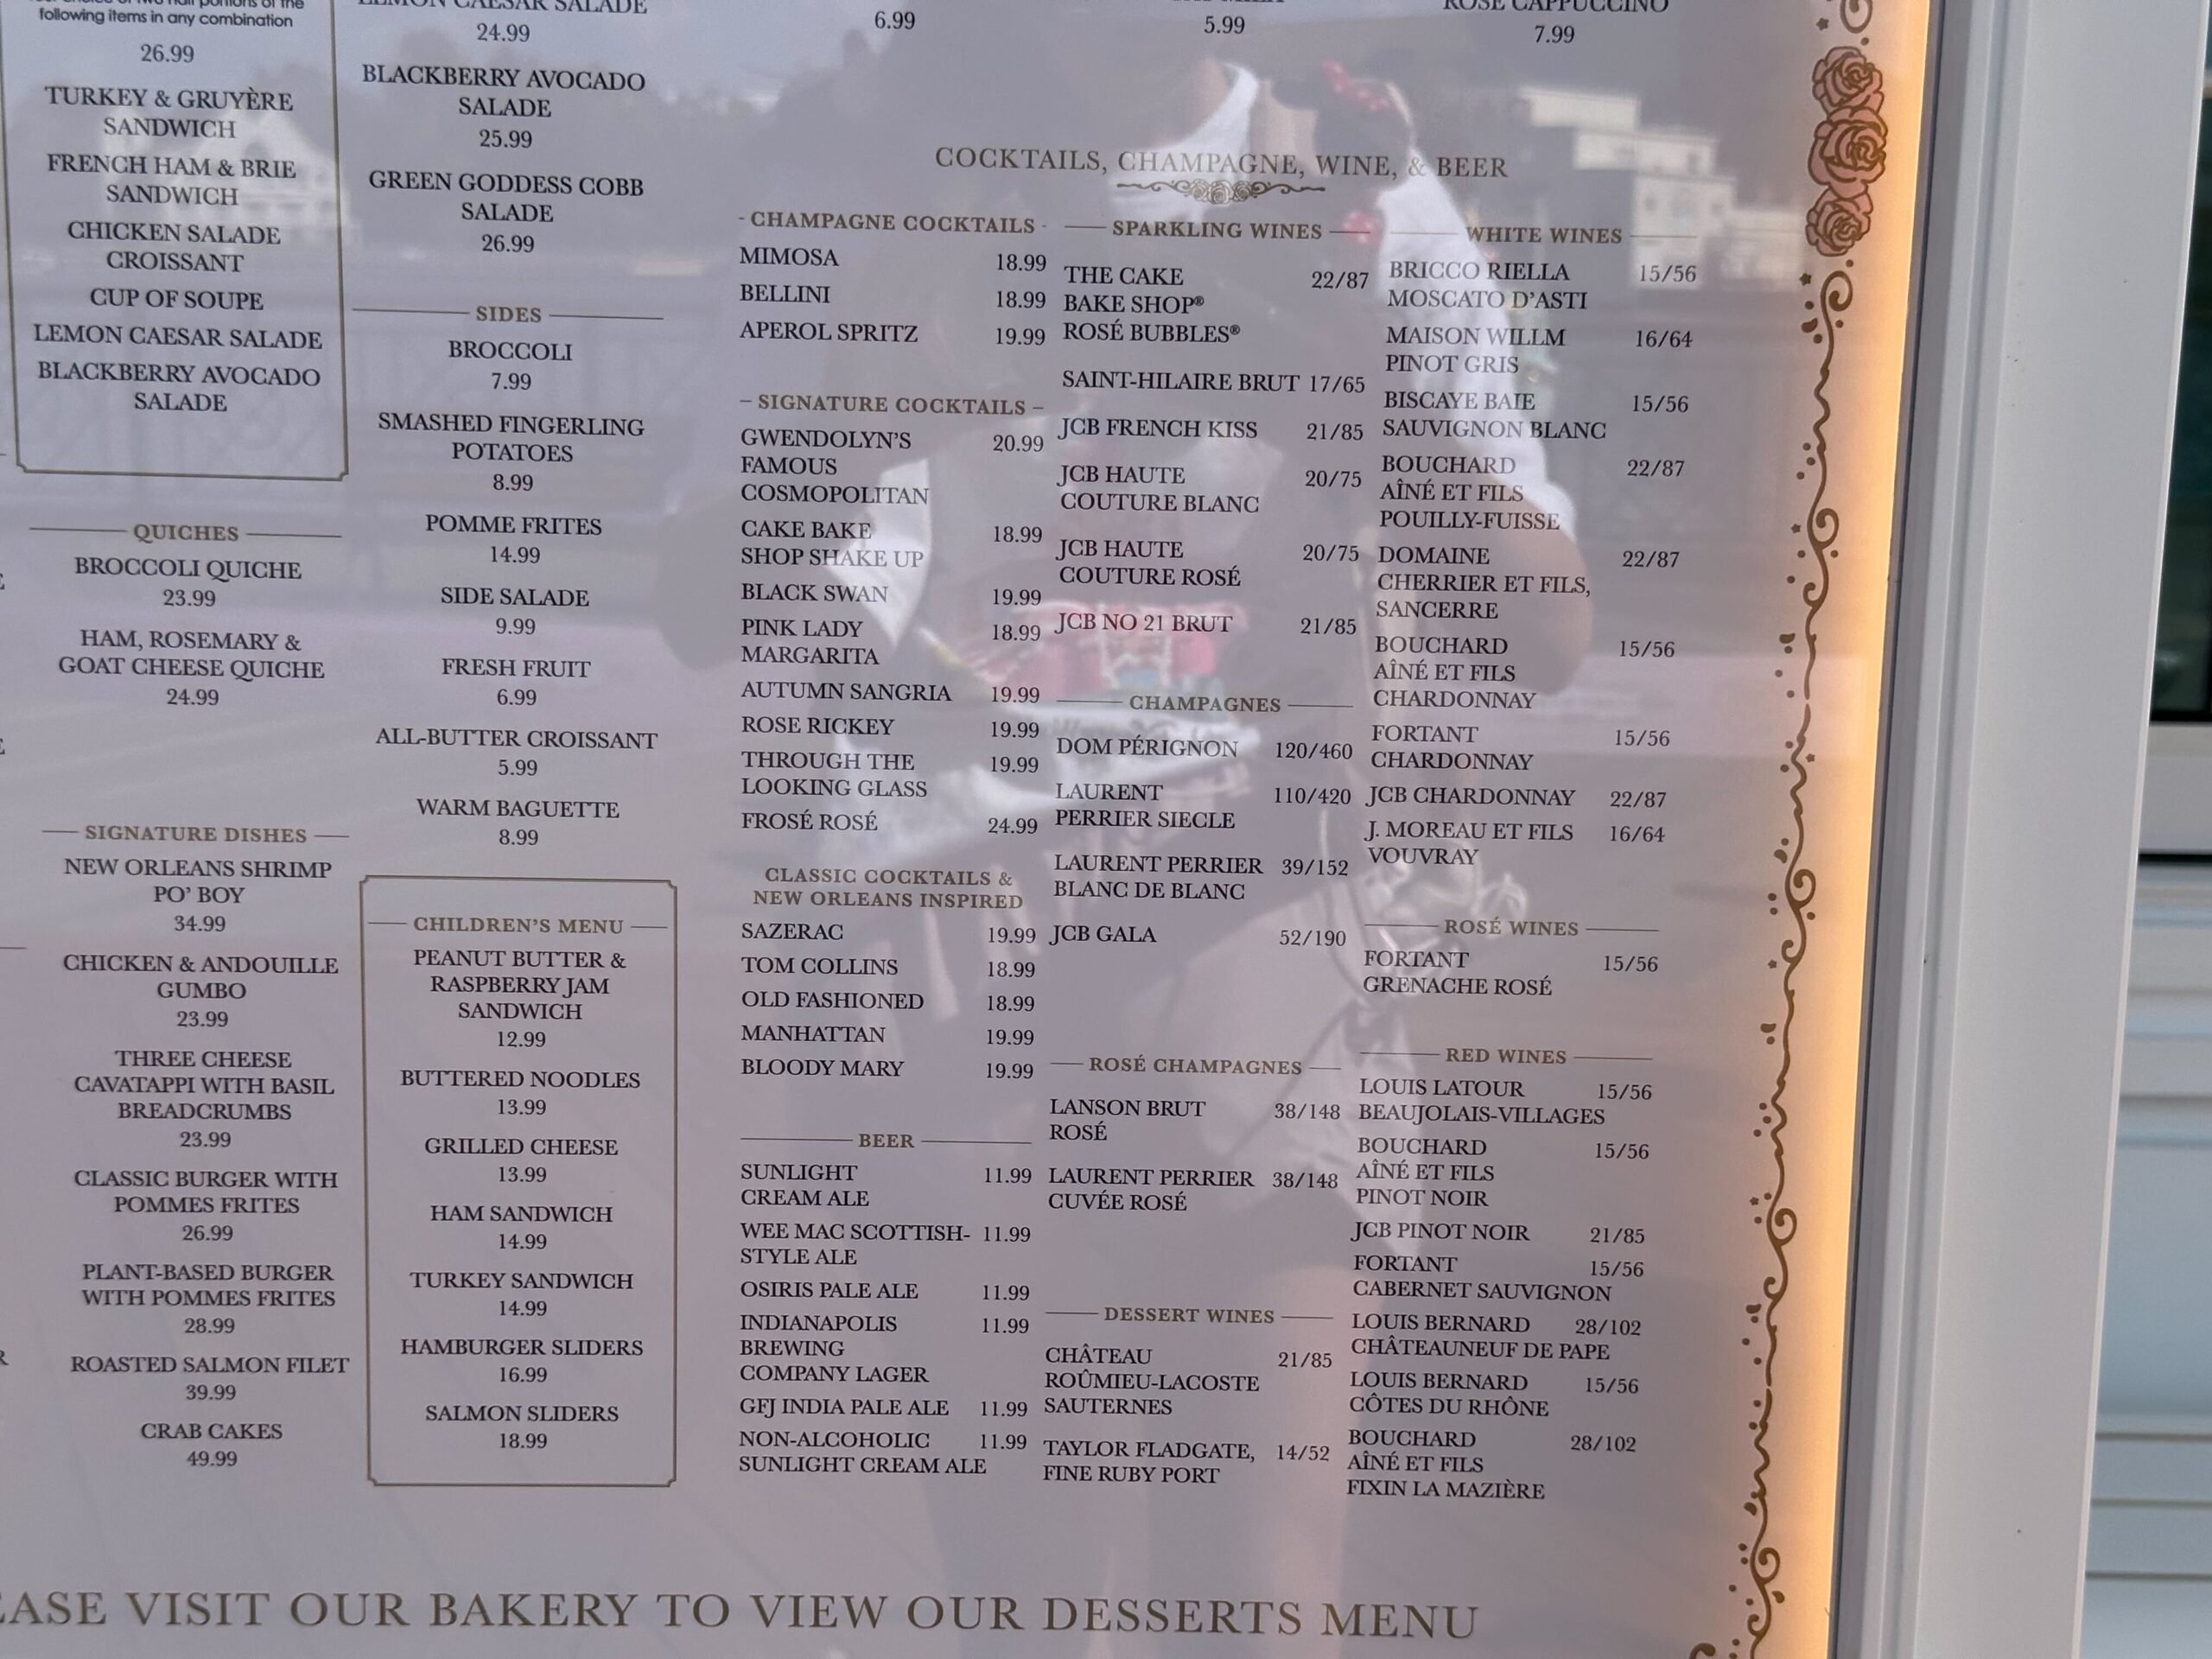 following items in any combination
26.99
TURKEY & GRUYÈRE
SANDWICH
FRENCH HAM & BRIE
SANDWICH
CHICKEN SALADE
CROISSANT
CUP OF SOUPE
LEMON CAESAR SALADE
BLACKBERRY AVOCADO
SALADE
QUICHES
BROCCOLI QUICHE
23.99
HAM, ROSEMARY &
GOAT CHEESE QUICHE
24.99
SIGNATURE DISHES
NEW ORLEANS SHRIMP
PO' BOY
34.99
CHICKEN & ANDOUILLE
GUMBO
23.99
THREE CHEESE
CAVATAPPI WITH BASIL
BREADCRUMBS
23.99
CLASSIC BURGER WITH
POMMES FRITES
26.99
PLANT-BASED BURGER
WITH POMMES FRITES
28.99
ROASTED SALMON FILET
39.99
CRAB CAKES
49.99
LEMON CAESAR SALADE
24.99
BLACKBERRY AVOCADO
SALADE
25.99
GREEN GODDESS COBB
SALADE
26.99
SIDES
BROCCOLI
7.99
SMASHED FINGERLING
POTATOES
8.99
POMME FRITES
14.99
SIDE SALADE
9.99
FRESH FRUIT
6.99
ALL-BUTTER CROISSANT
5.99
WARM BAGUETTE
8.99
CHILDREN'S MENU
PEANUT BUTTER &
RASPBERRY JAM
SANDWICH
12.99
BUTTERED NOODLES
13.99
GRILLED CHEESE
13.99
HAM SANDWICH
14.99
TURKEY SANDWICH
14.99
HAMBURGER SLIDERS
16.99
SALMON SLIDERS
18.99
6.99
5.99
ROSE CAPPUCCINO
7.99
COCKTAILS, CHAMPAGNE, WINE, & BEER
- CHAMPAGNE COCKTAILS -
MIMOSA 18.99
BELLINI 18.99
APEROL SPRITZ 19.99
– SIGNATURE COCKTAILS –
GWENDOLYN'S 20.99
FAMOUS
COSMOPOLITAN
CAKE BAKE 18.99
SHOP SHAKE UP
BLACK SWAN 19.99
PINK LADY 18.99
MARGARITA
AUTUMN SANGRIA 19.99
ROSE RICKEY 19.99
THROUGH THE 19.99
LOOKING GLASS
FROSÉ ROSÉ 24.99
CLASSIC COCKTAILS &
NEW ORLEANS INSPIRED
SAZERAC 19.99
TOM COLLINS 18.99
OLD FASHIONED 18.99
MANHATTAN 19.99
BLOODY MARY 19.99
BEER
SUNLIGHT 11.99
CREAM ALE
WEE MAC SCOTTISH- 11.99
STYLE ALE
OSIRIS PALE ALE 11.99
INDIANAPOLIS 11.99
BREWING
COMPANY LAGER
GFJ INDIA PALE ALE 11.99
NON-ALCOHOLIC 11.99
SUNLIGHT CREAM ALE
SPARKLING WINES
THE CAKE 22/87
BAKE SHOP®
ROSÉ BUBBLES®
SAINT-HILAIRE BRUT 17/65
JCB FRENCH KISS 21/85
JCB HAUTE 20/75
COUTURE BLANC
JCB HAUTE 20/75
COUTURE ROSÉ
JCB NO 21 BRUT 21/85
CHAMPAGNES
DOM PÉRIGNON 120/460
LAURENT 110/420
PERRIER SIECLE
LAURENT PERRIER 39/152
BLANC DE BLANC
JCB GALA 52/190
ROSÉ CHAMPAGNES
LANSON BRUT 38/148
ROSÉ
LAURENT PERRIER 38/148
CUVÉE ROSÉ
DESSERT WINES
CHÂTEAU 21/85
ROÛMIEU-LACOSTE
SAUTERNES
TAYLOR FLADGATE, 14/52
FINE RUBY PORT
WHITE WINES
BRICCO RIELLA 15/56
MOSCATO D'ASTI
MAISON WILLM 16/64
PINOT GRIS
BISCAYE BAIE 15/56
SAUVIGNON BLANC
BOUCHARD 22/87
AÎNÉ ET FILS
POUILLY-FUISSE
DOMAINE 22/87
CHERRIER ET FILS,
SANCERRE
BOUCHARD 15/56
AÎNÉ ET FILS
CHARDONNAY
FORTANT 15/56
CHARDONNAY
JCB CHARDONNAY 22/87
J. MOREAU ET FILS 16/64
VOUVRAY
ROSÉ WINES
FORTANT 15/56
GRENACHE ROSÉ
RED WINES
LOUIS LATOUR 15/56
BEAUJOLAIS-VILLAGES
BOUCHARD 15/56
AÎNÉ ET FILS
PINOT NOIR
JCB PINOT NOIR 21/85
FORTANT 15/56
CABERNET SAUVIGNON
LOUIS BERNARD 28/102
CHÂTEAUNEUF DE PAPE
LOUIS BERNARD 15/56
CÔTES DU RHÔNE
BOUCHARD 28/102
AÎNÉ ET FILS
FIXIN LA MAZIÈRE
EASE VISIT OUR BAKERY TO VIEW OUR DESSERTS MENU